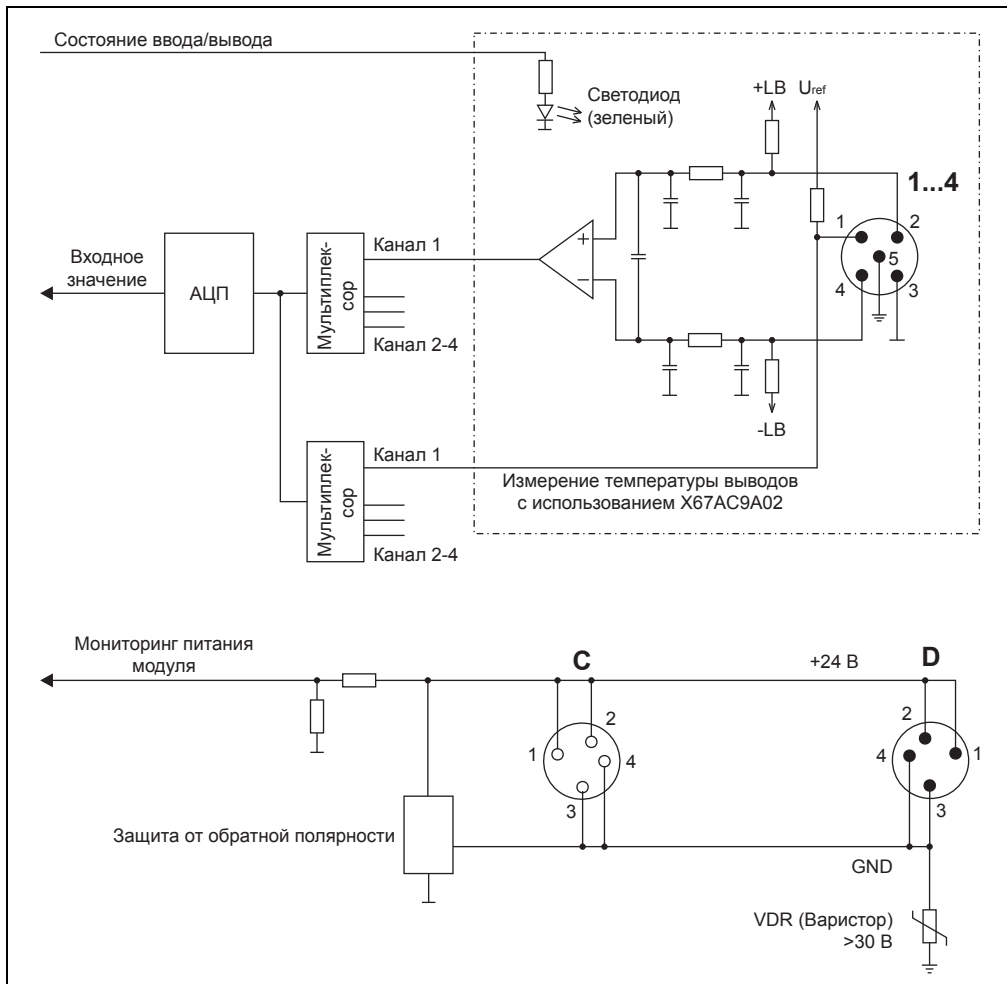 Состояние ввода/вывода
Светодиод
(зеленый)
+LB
Uref
1...4
1
2
5
4
3
Входное
значение
АЦП
Мультиплек-
сор
Канал 1
Канал 2-4
+
−
-LB
Мультиплек-
сор
Канал 1
Канал 2-4
Измерение температуры выводов
с использованием X67AC9A02
Мониторинг питания
модуля
C
+24 В
D
2
1
4
3
2
4
1
3
Защита от обратной полярности
GND
VDR (Варистор)
>30 В